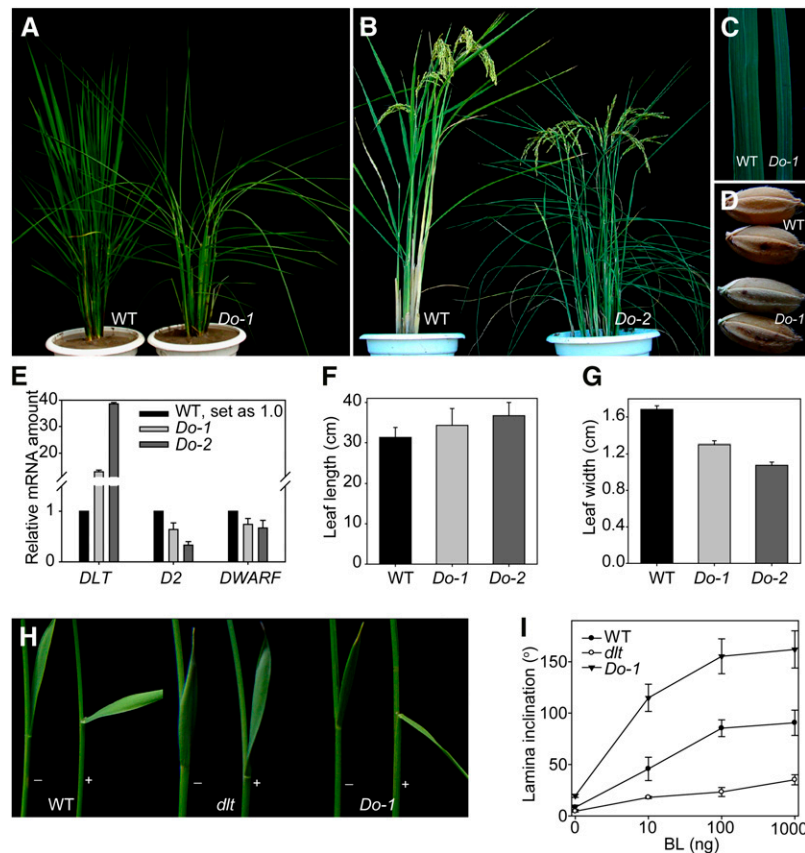 A
WT
Do-1
B
WT
Do-2
C
WT
Do-1
D
WT
Do-1
E
Relative mRNA amount
40
20
1
0
WT, set as 1.0
Do-1
Do-2
DLT
D2
DWARF
F
Leaf length (cm)
40
30
20
10
0
WT
Do-1
Do-2
G
Leaf width (cm)
1.6
1.2
0.8
0.4
0.0
WT
Do-1
Do-2
H
– + – + – +
WT
dlt
Do-1
I
Lamina inclination (°)
150
100
50
0
WT
dlt
Do-1
0 10 100 1000
BL (ng)